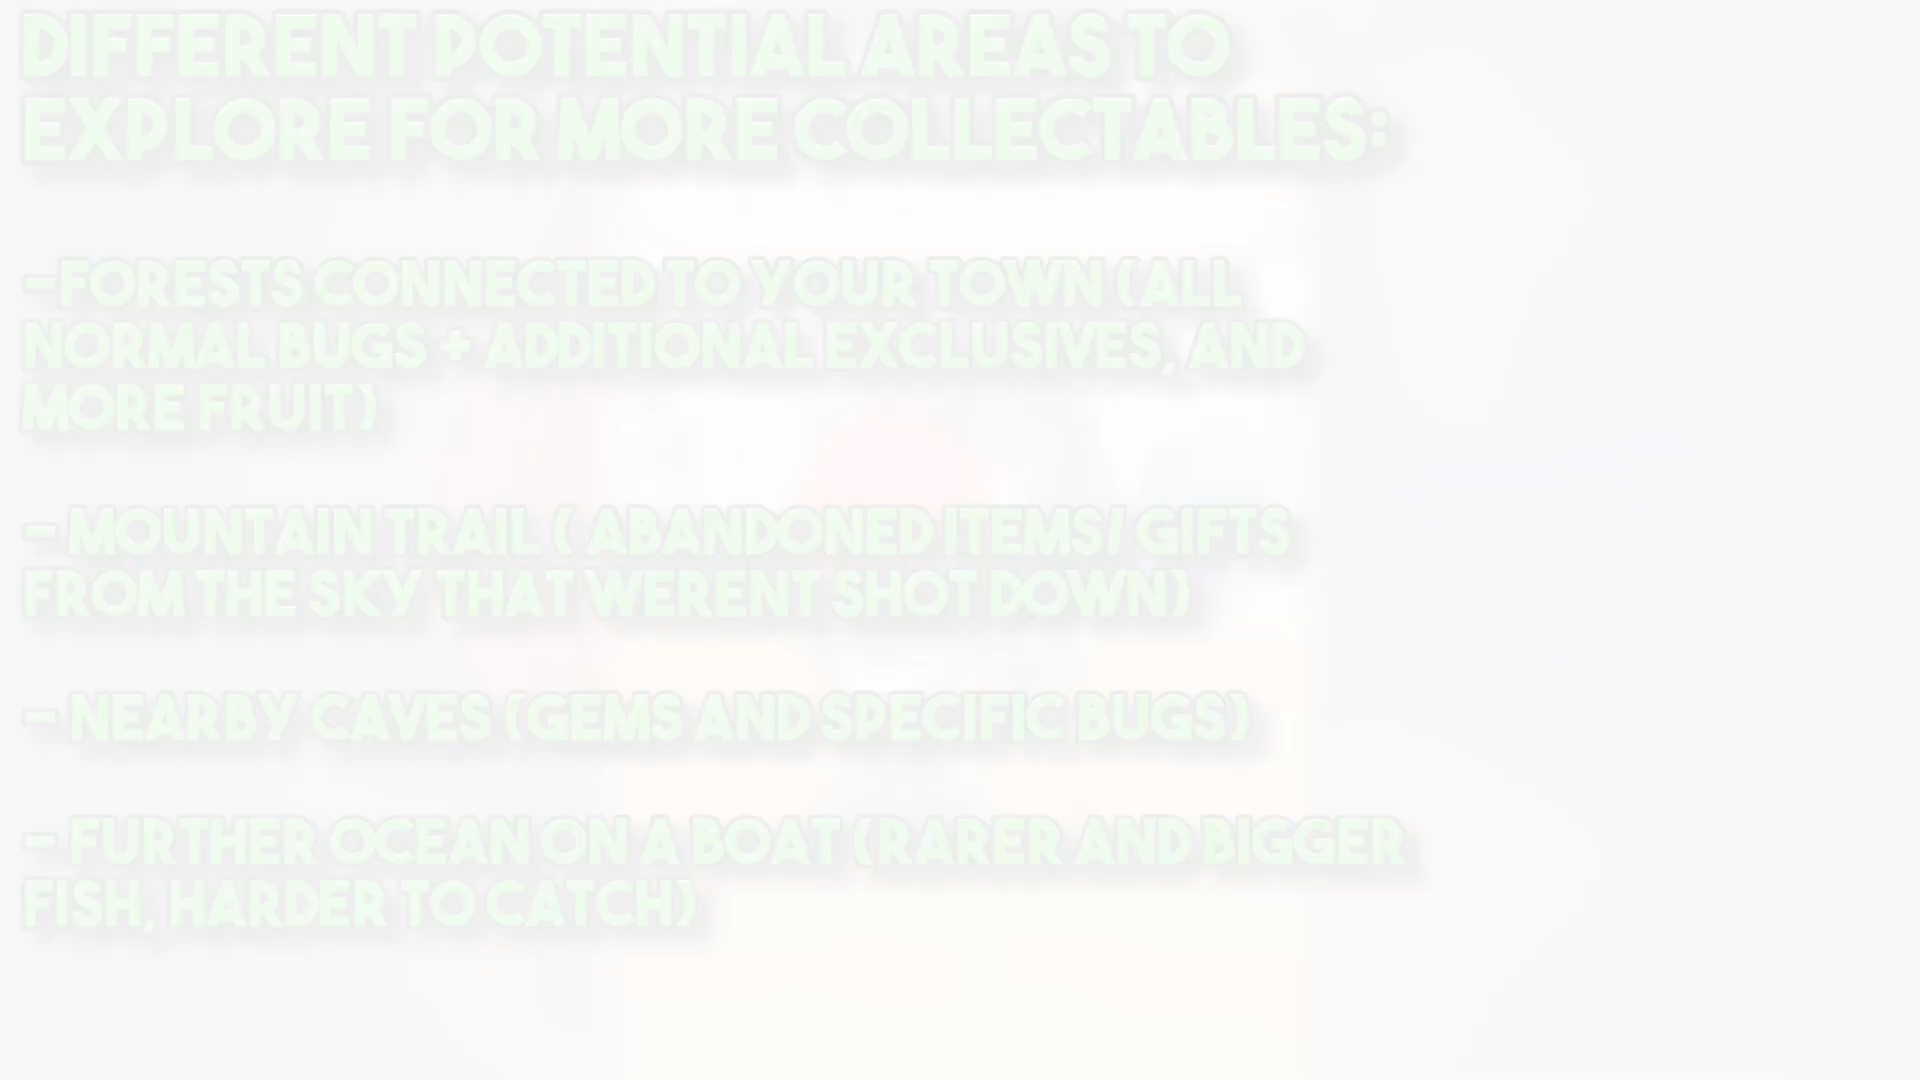 DIFFERENT POTENTIAL AREAS TO
EXPLORE FOR MORE COLLECTABLES:
-FORESTS CONNECTED TO YOUR TOWN (ALL
NORMAL BUGS + ADDITIONAL EXCLUSIVES, AND
MORE FRUIT)
- MOUNTAIN TRAIL ( ABANDONED ITEMS/ GIFTS
FROM THE SKY THAT WERENT SHOT DOWN)
- NEARBY CAVES (GEMS AND SPECIFIC BUGS)
- FURTHER OCEAN ON A BOAT (RARER AND BIGGER
FISH, HARDER TO CATCH)